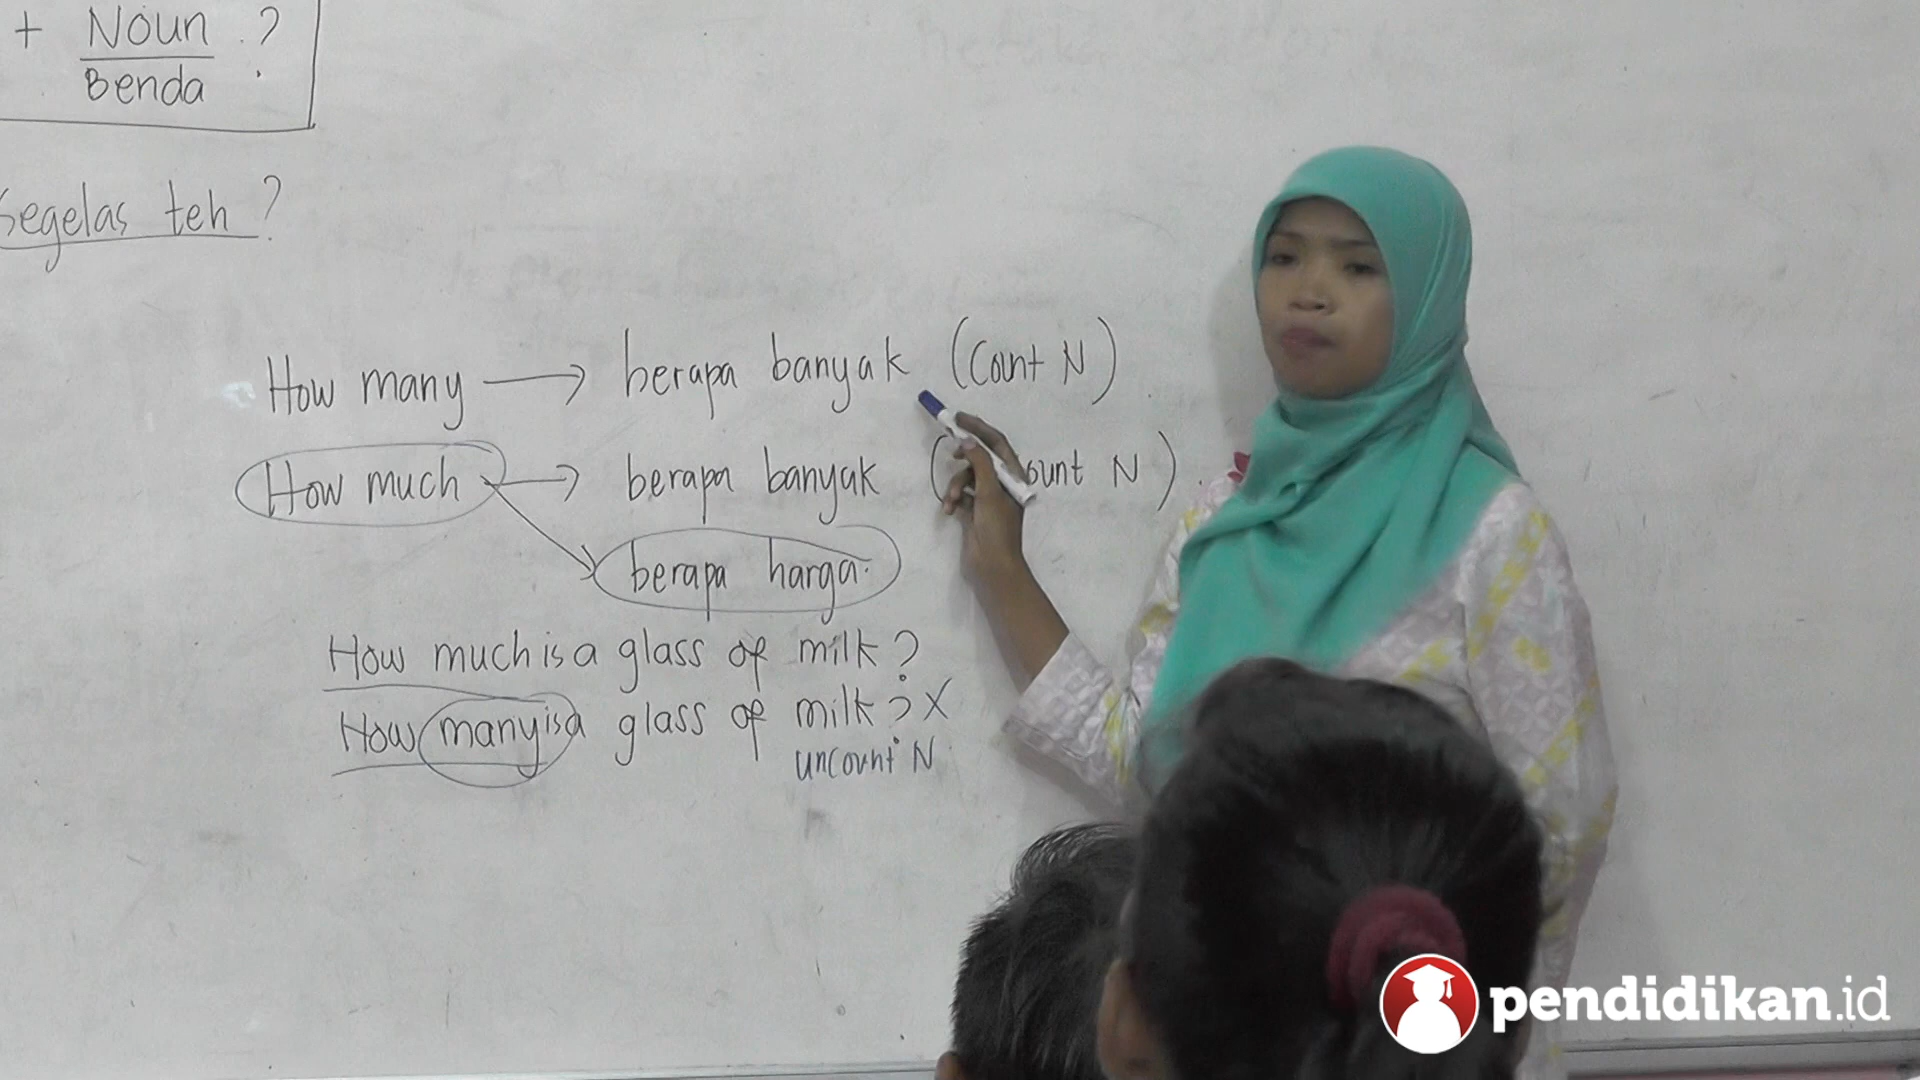 + Noun ?
Benda
Segelas teh ?
How many → berapa banyak (Count N)
How much → berapa banyak ( ount N)
berapa harga.
How much is a glass of milk?
How many is a glass of milk? X
uncount N
pendidikan.id